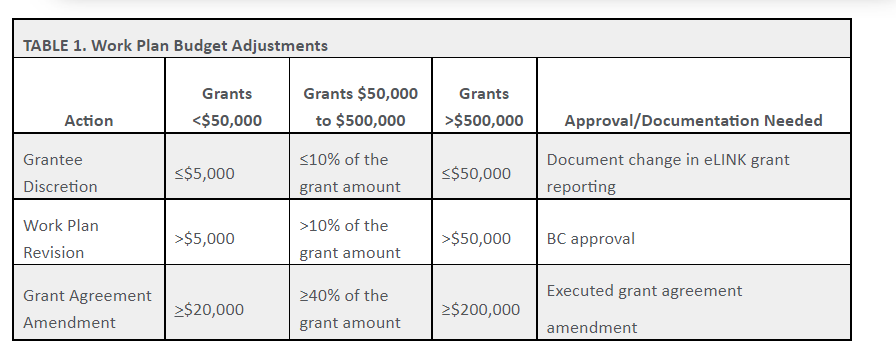 TABLE 1. Work Plan Budget Adjustments
Action
Grants
<$50,000
Grants $50,000
to $500,000
Grants
>$500,000
Approval/Documentation Needed
Grantee
Discretion
≤$5,000
≤10% of the
grant amount
≤$50,000
Document change in eLINK grant
reporting
Work Plan
Revision
>$5,000
>10% of the
grant amount
>$50,000
BC approval
Grant Agreement
Amendment
≥$20,000
≥40% of the
grant amount
≥$200,000
Executed grant agreement
amendment